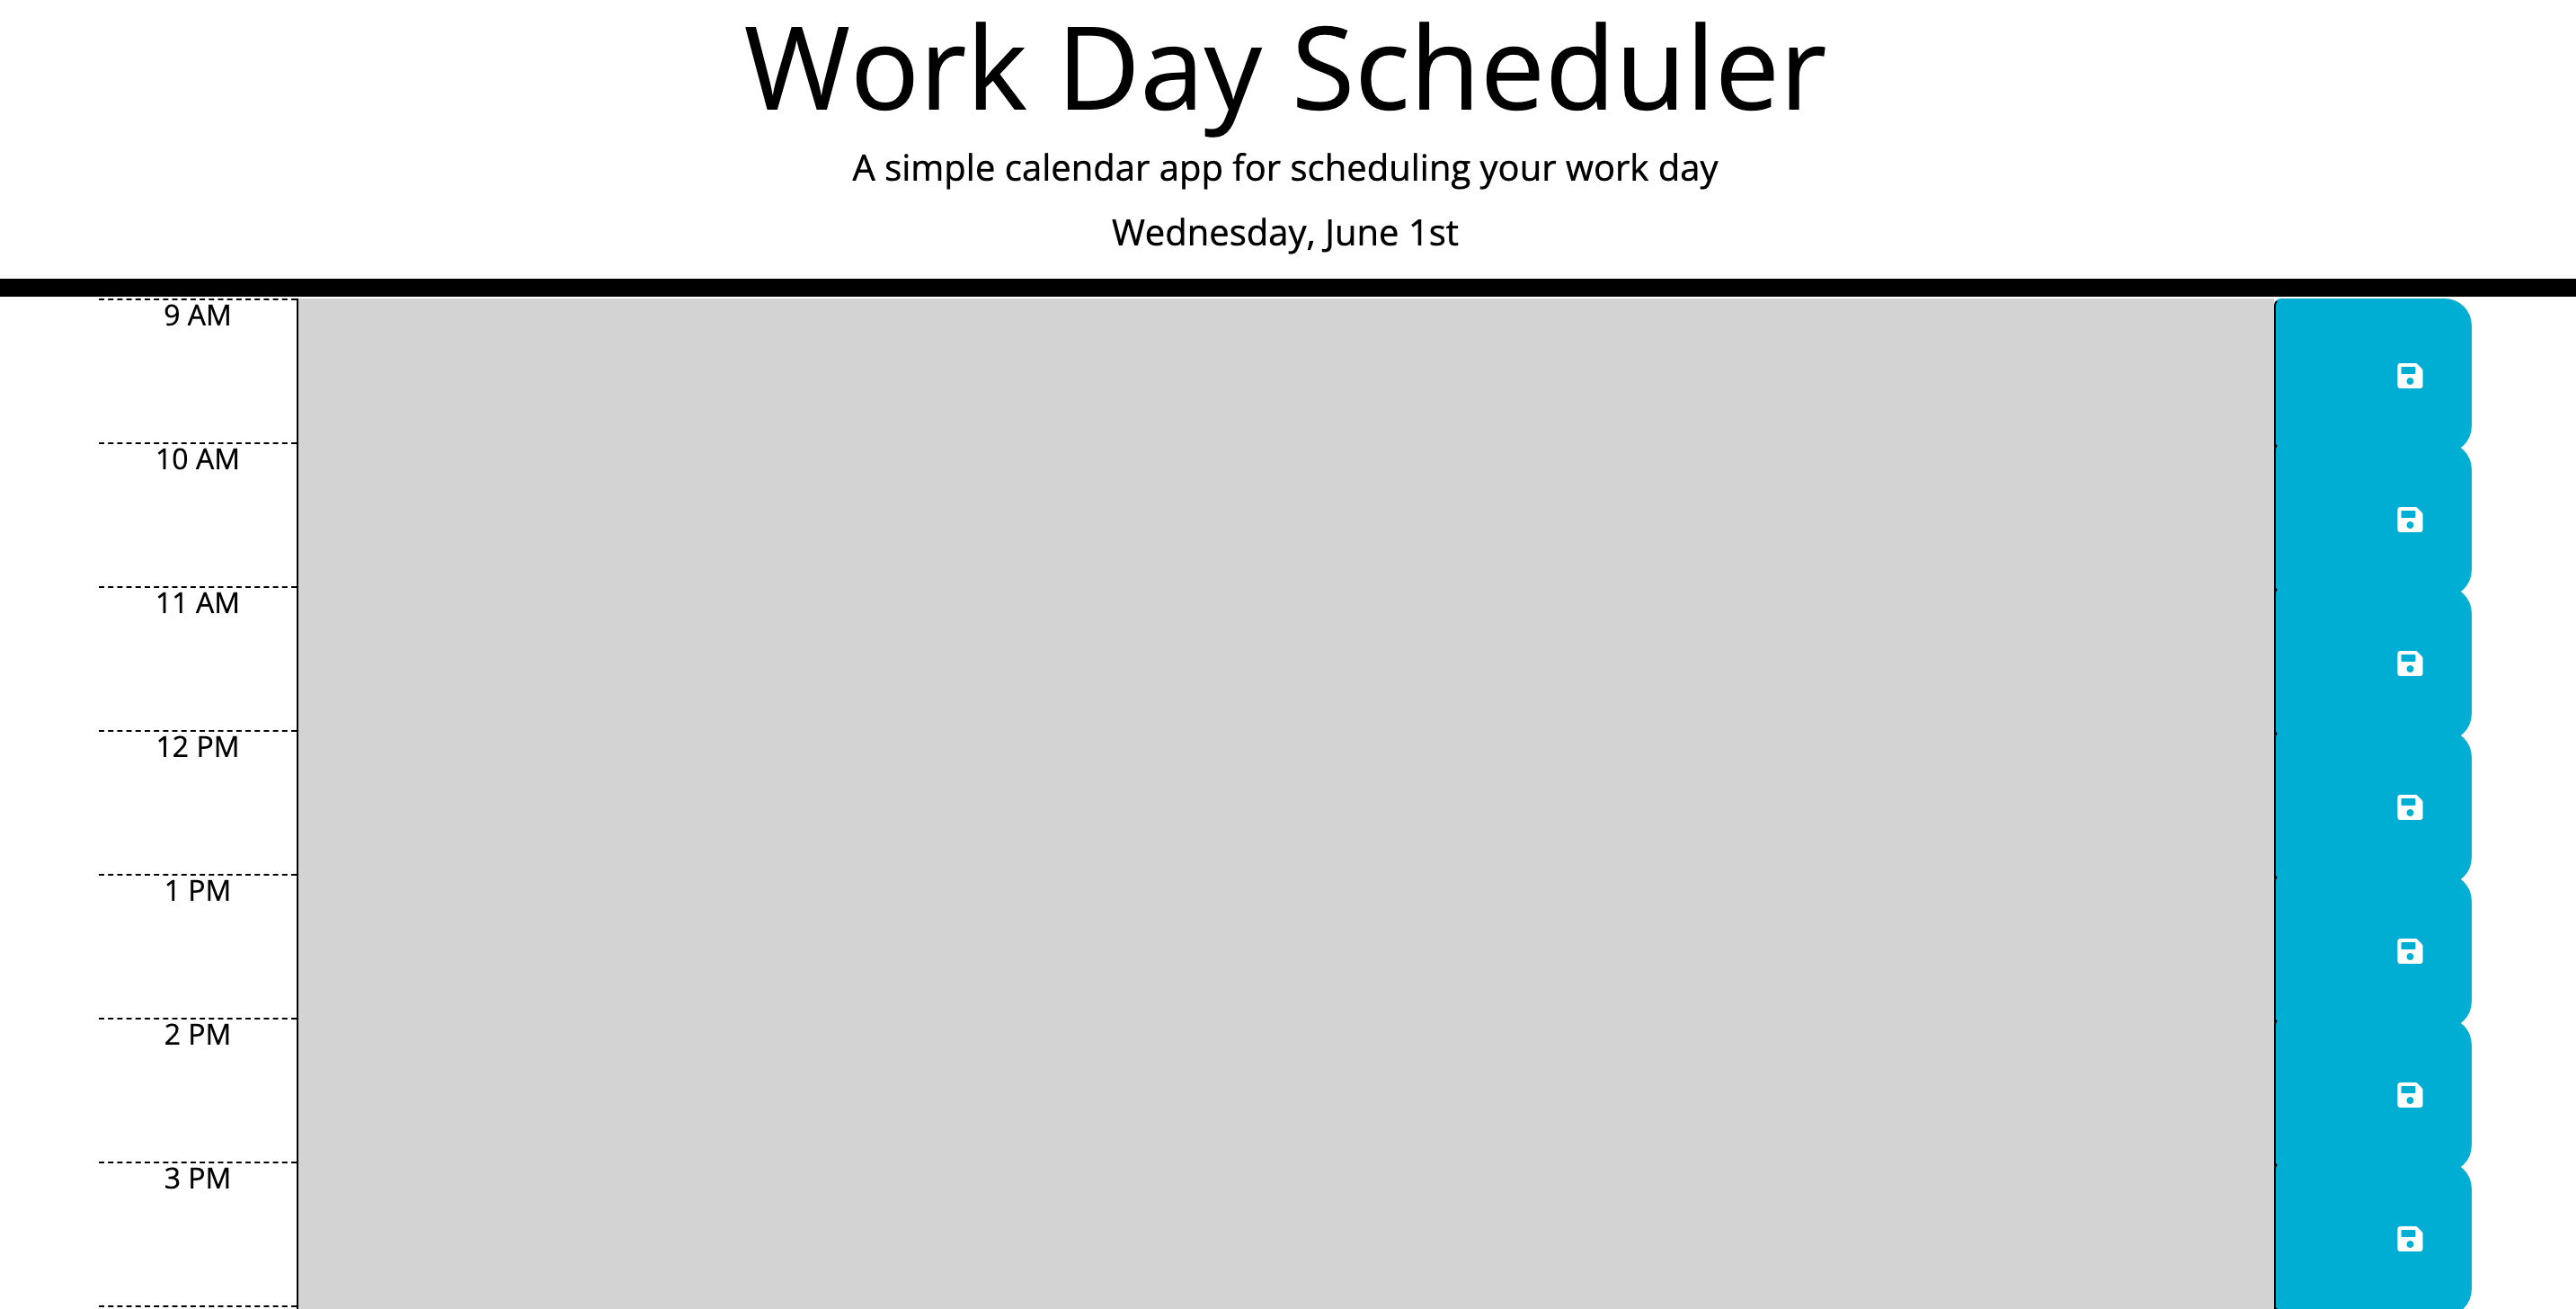 Work Day Scheduler
A simple calendar app for scheduling your work day
Wednesday, June 1st
9 AM
10 AM
11 AM
12 PM
1 PM
2 PM
3 PM